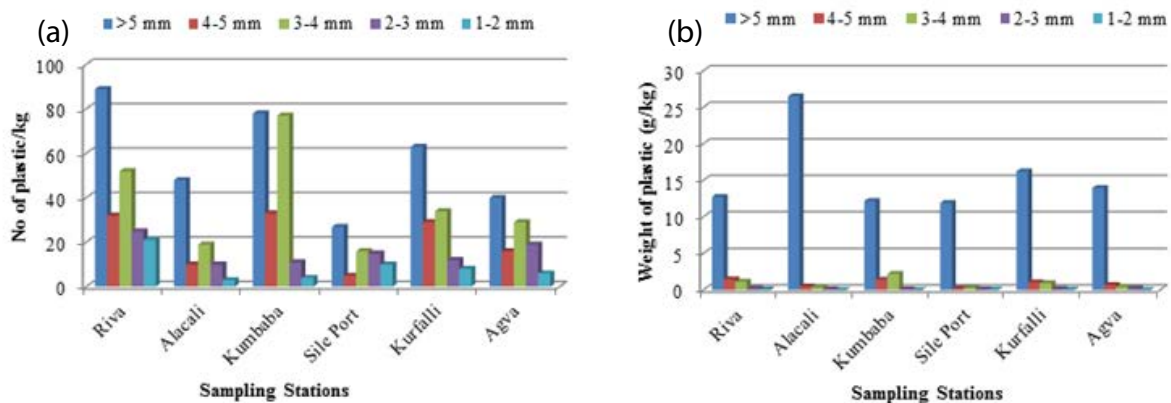 (a)
>5 mm 4-5 mm 3-4 mm 2-3 mm 1-2 mm
No of plastic/kg
100
80
60
40
20
0
Riva Alacali Kumbaba Sile Port Kurfalli Agva
Sampling Stations
(b)
>5 mm 4-5 mm 3-4 mm 2-3 mm 1-2 mm
Weight of plastic (g/kg)
30
25
20
15
10
5
0
Riva Alacali Kumbaba Sile Port Kurfalli Agva
Sampling Stations